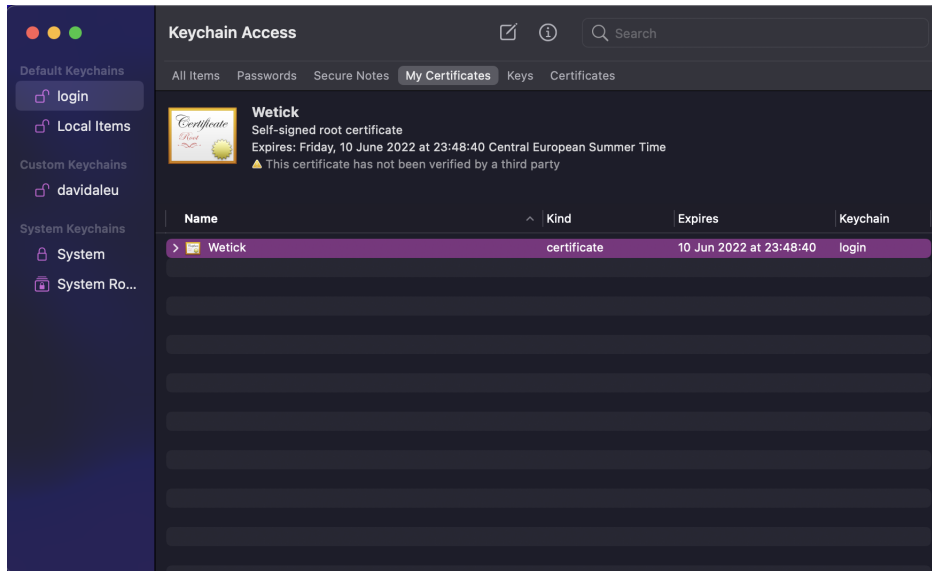 Keychain Access
Search
Default Keychains
login
Local Items
Custom Keychains
davidaleu
System Keychains
System
System Ro...
All Items Passwords Secure Notes My Certificates Keys Certificates
Certificate
Root
Wetick
Self-signed root certificate
Expires: Friday, 10 June 2022 at 23:48:40 Central European Summer Time
This certificate has not been verified by a third party
Name Kind Expires Keychain
Wetick certificate 10 Jun 2022 at 23:48:40 login